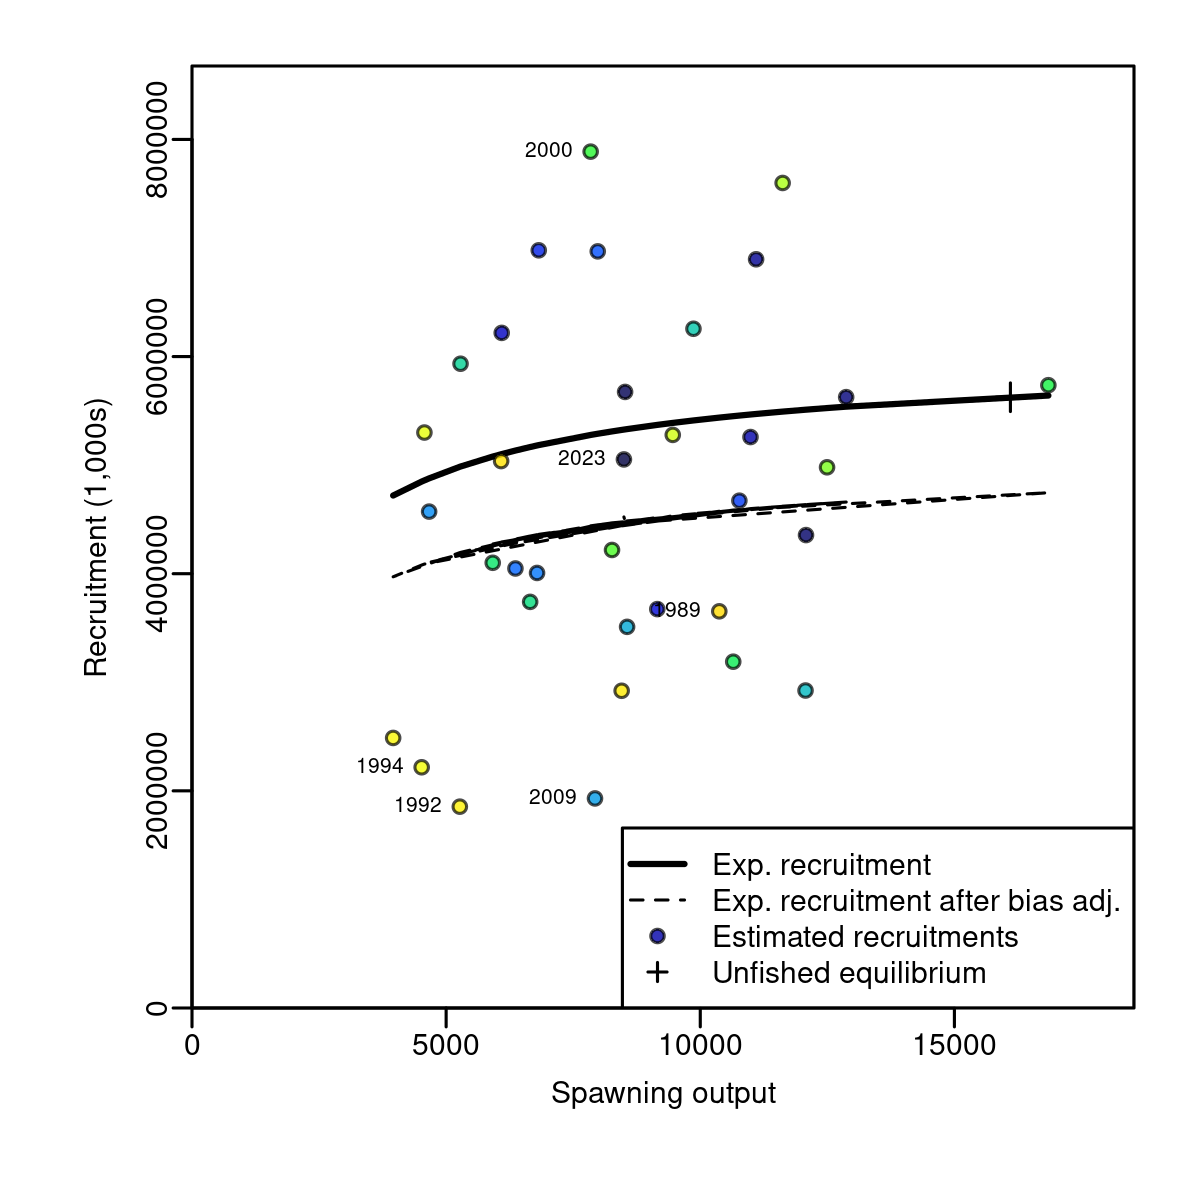 2000
2023
1989
1994
1992
2009
Recruitment (1,000s)
8000000
6000000
4000000
2000000
0
0 5000 10000 15000
Spawning output
Exp. recruitment
Exp. recruitment after bias adj.
Estimated recruitments
Unfished equilibrium